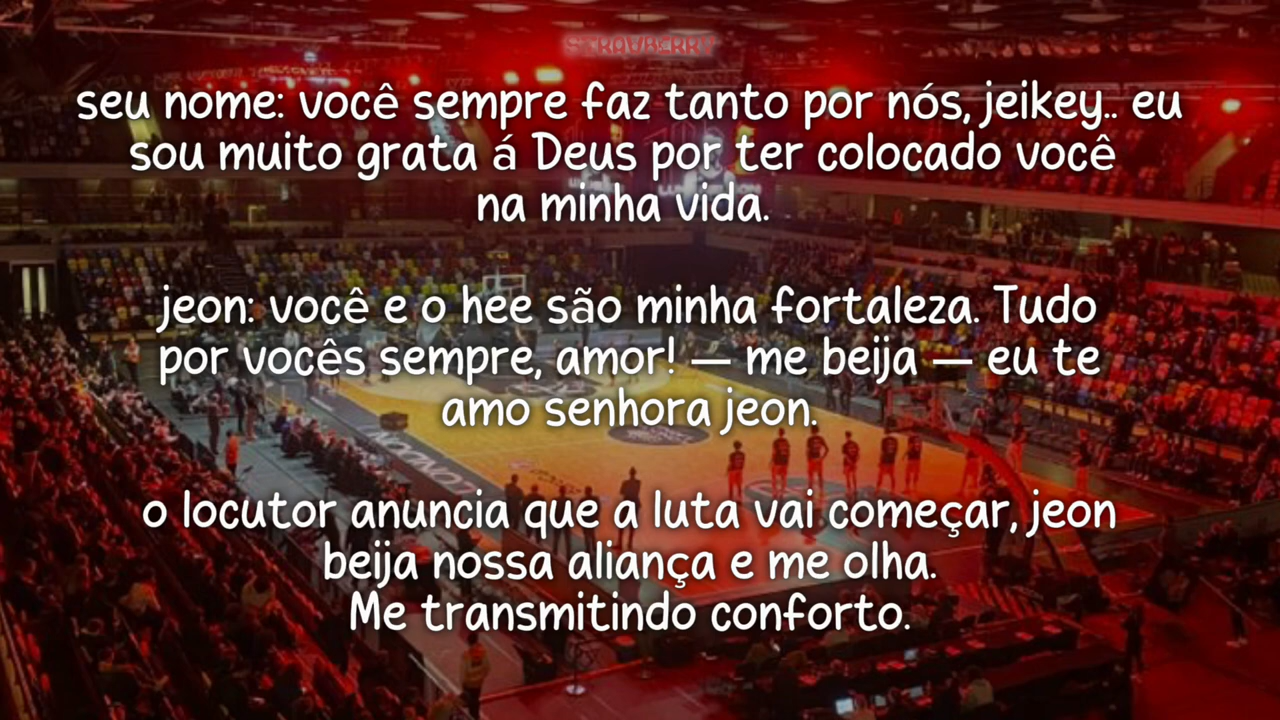 STRAWBERRY
seu nome: você sempre faz tanto por nós, jeikey.. eu
sou muito grata á Deus por ter colocado você
na minha vida.
jeon: você e o hee são minha fortaleza. Tudo
por vocês sempre, amor! — me beija — eu te
amo senhora jeon.
o locutor anuncia que a luta vai começar, jeon
beija nossa aliança e me olha.
Me transmitindo conforto.
LONDON